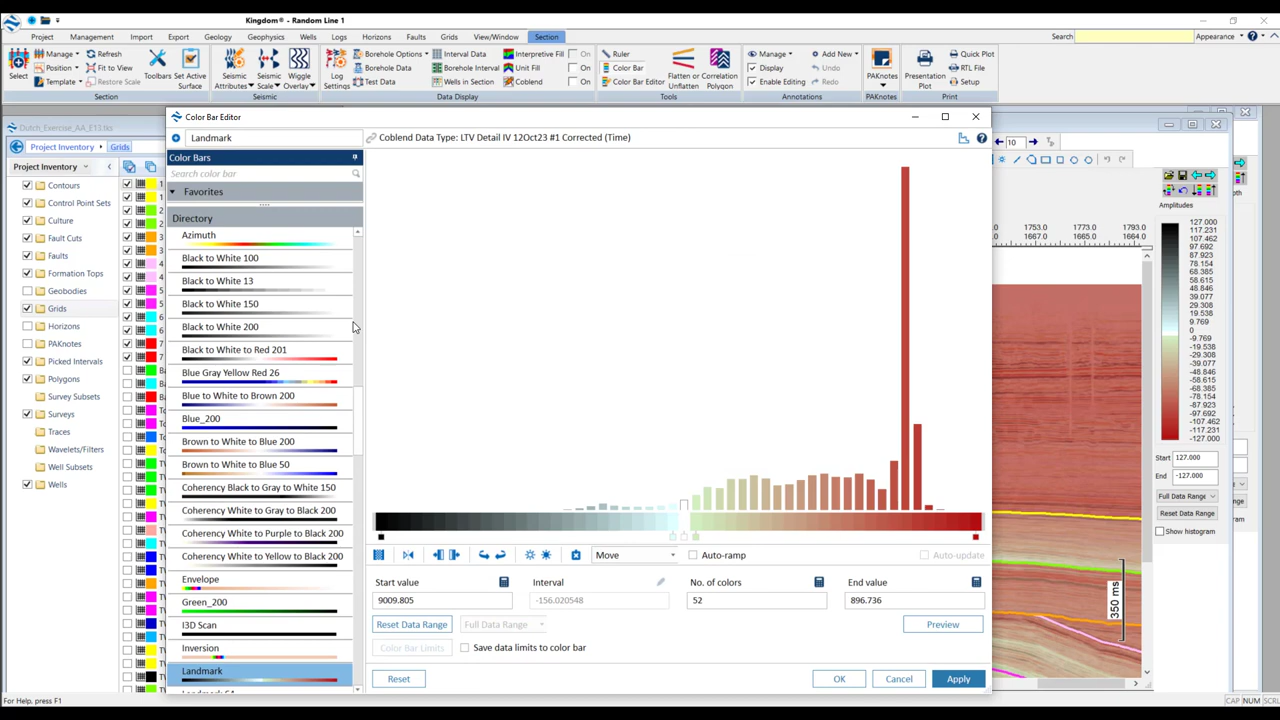 Kingdom® - Random Line 1
Project Management Import Export Geology Geophysics Wells Logs Horizons Faults Grids View/Window Section
Search Appearance
Select
Manage
Position
Template
Refresh
Fit to View
Restore Scale
Toolbars
Set Active Surface
Section
Seismic Attributes
Seismic Scale
Wiggle Overlay
Seismic
Log Settings
Borehole Options
Borehole Data
Test Data
Interval Data
Borehole Interval
Wells in Section
Interpretive Fill
Unit Fill
Coblend
On
On
On
Data Display
Ruler
Color Bar
Color Bar Editor
Flatten or Unflatten
Correlation Polygon
Tools
Manage
Display
Enable Editing
Add New
Undo
Redo
Annotations
PAKnotes
PAKnotes
Presentation Plot
Quick Plot
RTL File
Setup
Print
Dutch_Exercise_AA_E13.tks
Project Inventory Grids
Project Inventory
Contours
Control Point Sets
Culture
Fault Cuts
Faults
Formation Tops
Geobodies
Grids
Horizons
PAKnotes
Picked Intervals
Polygons
Survey Subsets
Surveys
Traces
Wavelets/Filters
Well Subsets
Wells
Color Bar Editor
Landmark
Coblend Data Type: LTV Detail IV 12Oct23 #1 Corrected (Time)
Color Bars
Search color bar
Favorites
Directory
Azimuth
Black to White 100
Black to White 13
Black to White 150
Black to White 200
Black to White to Red 201
Blue Gray Yellow Red 26
Blue to White to Brown 200
Blue_200
Brown to White to Blue 200
Brown to White to Blue 50
Coherency Black to Gray to White 150
Coherency White to Gray to Black 200
Coherency White to Purple to Black 200
Coherency White to Yellow to Black 200
Envelope
Green_200
I3D Scan
Inversion
Landmark
Move
Auto-ramp
Auto-update
Start value Interval No. of colors End value
9009.805 -156.020548 52 896.736
Reset Data Range Full Data Range Preview
Color Bar Limits Save data limits to color bar
Reset OK Cancel Apply
10
1753.0 1773.0 1793.0
1667.0 1665.0 1664.0
350 ms
Amplitudes
127.000
117.231
107.462
97.692
87.923
78.154
68.385
58.615
48.846
39.077
29.308
19.538
9.769
0
-9.769
-19.538
-29.308
-39.077
-48.846
-58.615
-68.385
-78.154
-87.923
-97.692
-107.462
-117.231
-127.000
Start 127.000
End -127.000
Full Data Range
Reset Data Range
Show histogram
For Help, press F1
CAP NUM SCRL